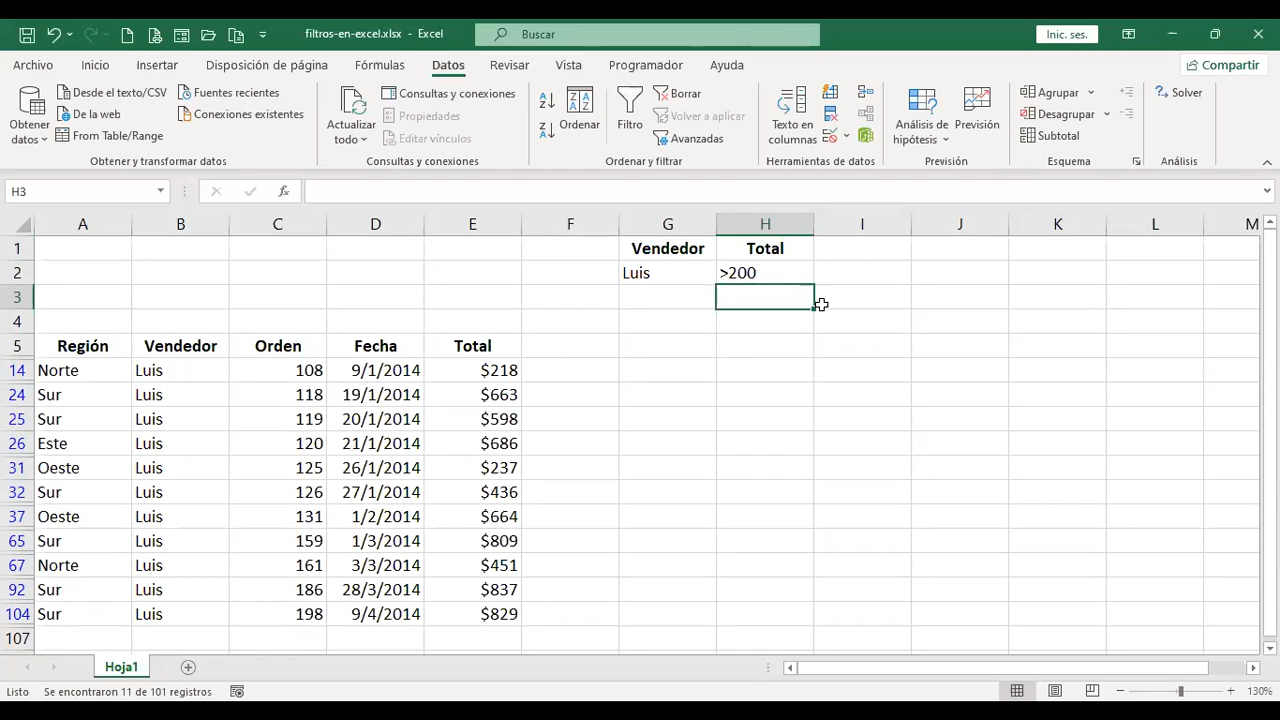 filtros-en-excel.xlsx - Excel
Buscar
Inic. ses.
Archivo Inicio Insertar Disposición de página Fórmulas Datos Revisar Vista Programador Ayuda
Compartir
Obtener datos
Desde el texto/CSV
De la web
From Table/Range
Fuentes recientes
Conexiones existentes
Obtener y transformar datos
Actualizar todo
Consultas y conexiones
Propiedades
Editar vínculos
Consultas y conexiones
Ordenar
Filtro
Borrar
Volver a aplicar
Avanzadas
Ordenar y filtrar
Texto en columnas
Herramientas de datos
Análisis de hipótesis
Previsión
Previsión
Agrupar
Desagrupar
Subtotal
Esquema
Solver
Análisis
H3
A B C D E F G H I J K L M
1 Vendedor Total
2 Luis >200
3
4
5 Región Vendedor Orden Fecha Total
14 Norte Luis 108 9/1/2014 $218
24 Sur Luis 118 19/1/2014 $663
25 Sur Luis 119 20/1/2014 $598
26 Este Luis 120 21/1/2014 $686
31 Oeste Luis 125 26/1/2014 $237
32 Sur Luis 126 27/1/2014 $436
37 Oeste Luis 131 1/2/2014 $664
65 Sur Luis 159 1/3/2014 $809
67 Norte Luis 161 3/3/2014 $451
92 Sur Luis 186 28/3/2014 $837
104 Sur Luis 198 9/4/2014 $829
107
Hoja1
Listo Se encontraron 11 de 101 registros
130%